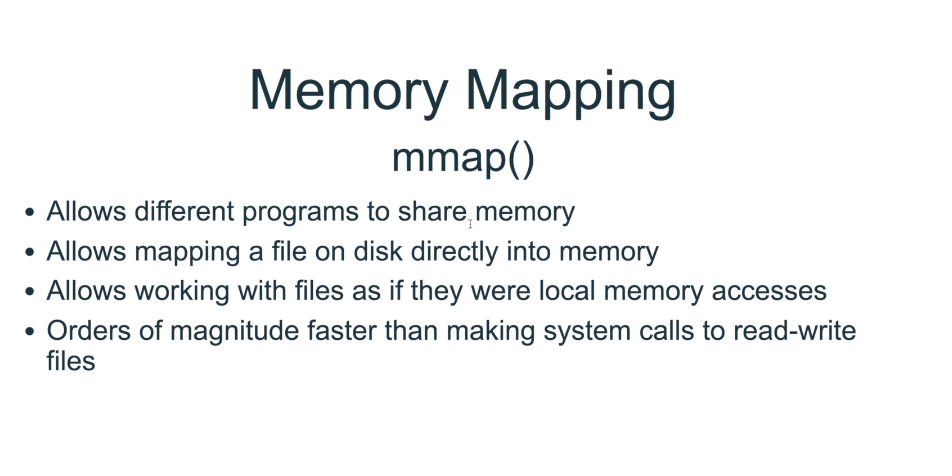 Memory Mapping
mmap()
• Allows different programs to share memory
• Allows mapping a file on disk directly into memory
• Allows working with files as if they were local memory accesses
• Orders of magnitude faster than making system calls to read-write
files